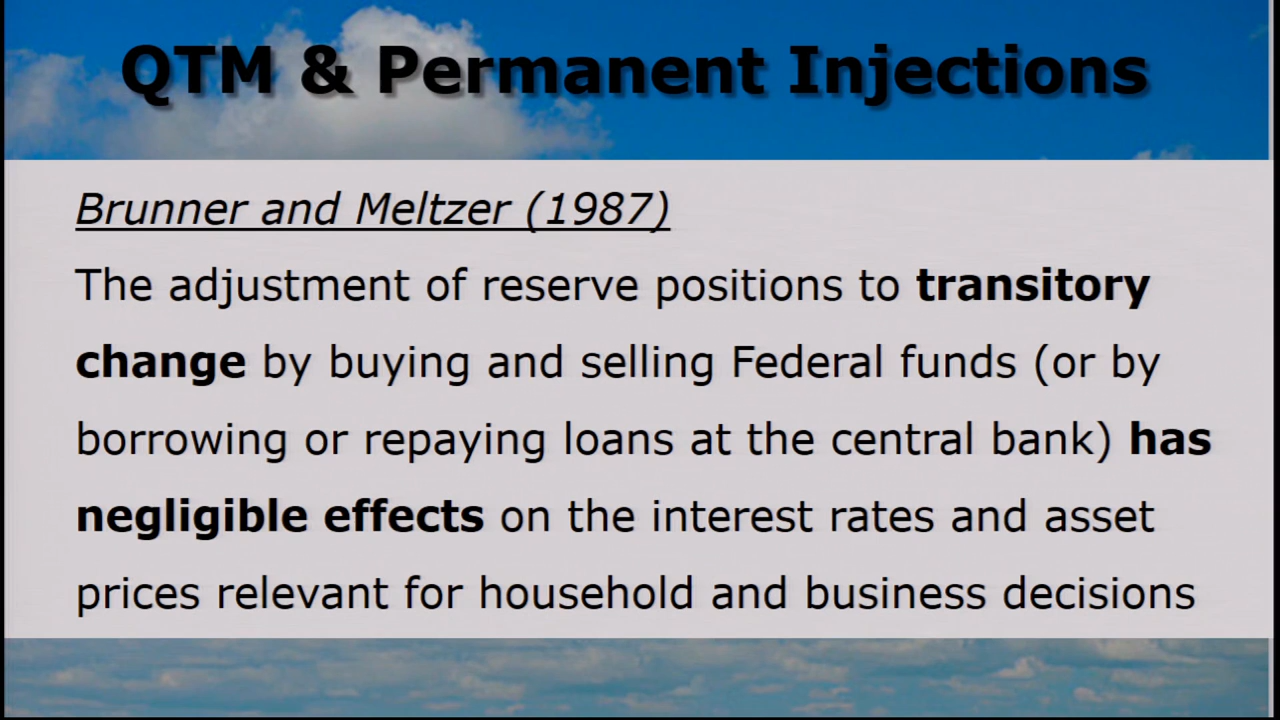 QTM & Permanent Injections
Brunner and Meltzer (1987)
The adjustment of reserve positions to transitory
change by buying and selling Federal funds (or by
borrowing or repaying loans at the central bank) has
negligible effects on the interest rates and asset
prices relevant for household and business decisions